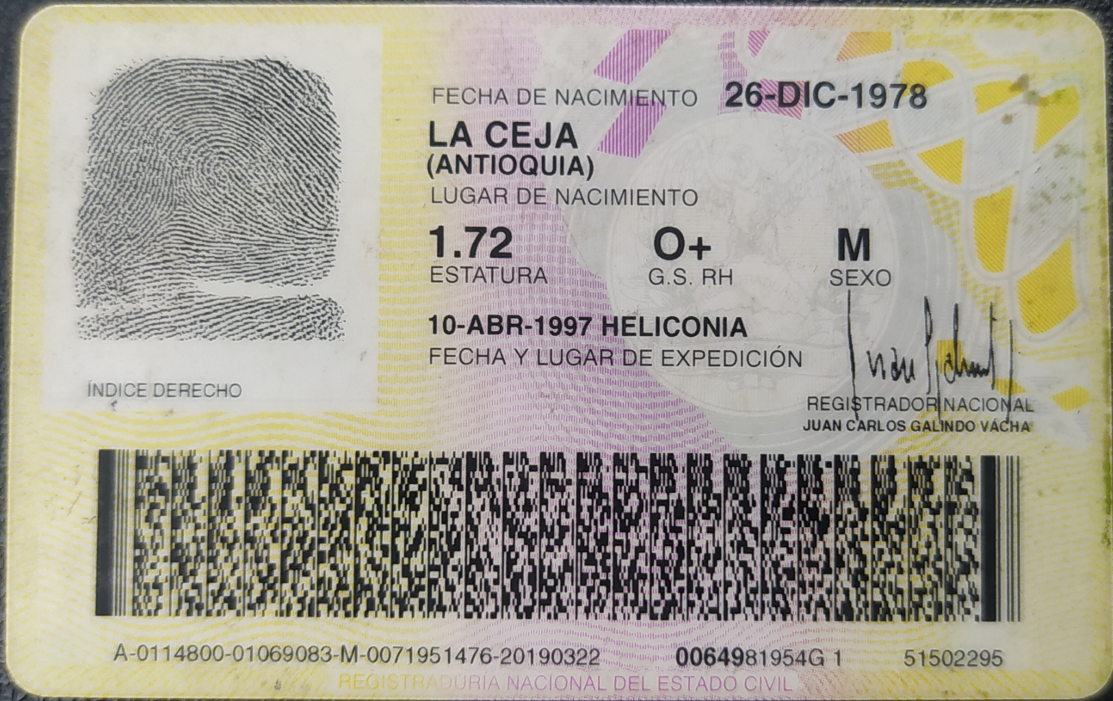 FECHA DE NACIMIENTO 26-DIC-1978
LA CEJA
(ANTIOQUIA)
LUGAR DE NACIMIENTO
1.72 O+ M
ESTATURA G.S. RH SEXO
10-ABR-1997 HELICONIA
FECHA Y LUGAR DE EXPEDICIÓN
ÍNDICE DERECHO
REGISTRADOR NACIONAL
JUAN CARLOS GALINDO VÁCHA
A-0114800-01069083-M-0071951476-20190322 0064981954G 1 51502295
REGISTRADURIA NACIONAL DEL ESTADO CIVIL